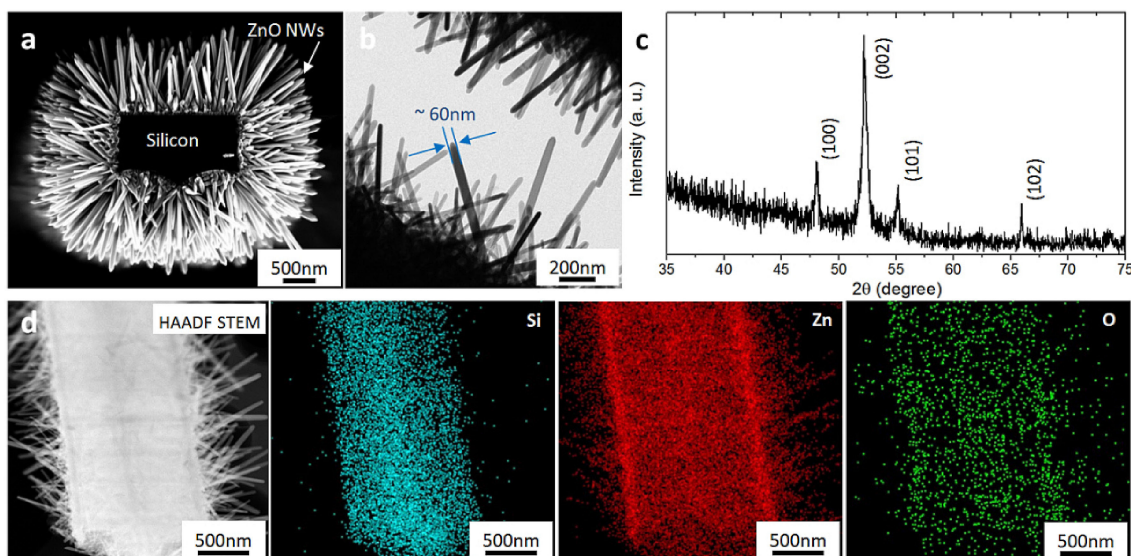 a
ZnO NWs
Silicon
500nm
b
~ 60nm
200nm
c
Intensity (a. u.)
(100)
(002)
(101)
(102)
35 40 45 50 55 60 65 70 75
2θ (degree)
d
HAADF STEM
500nm
Si
500nm
Zn
500nm
O
500nm